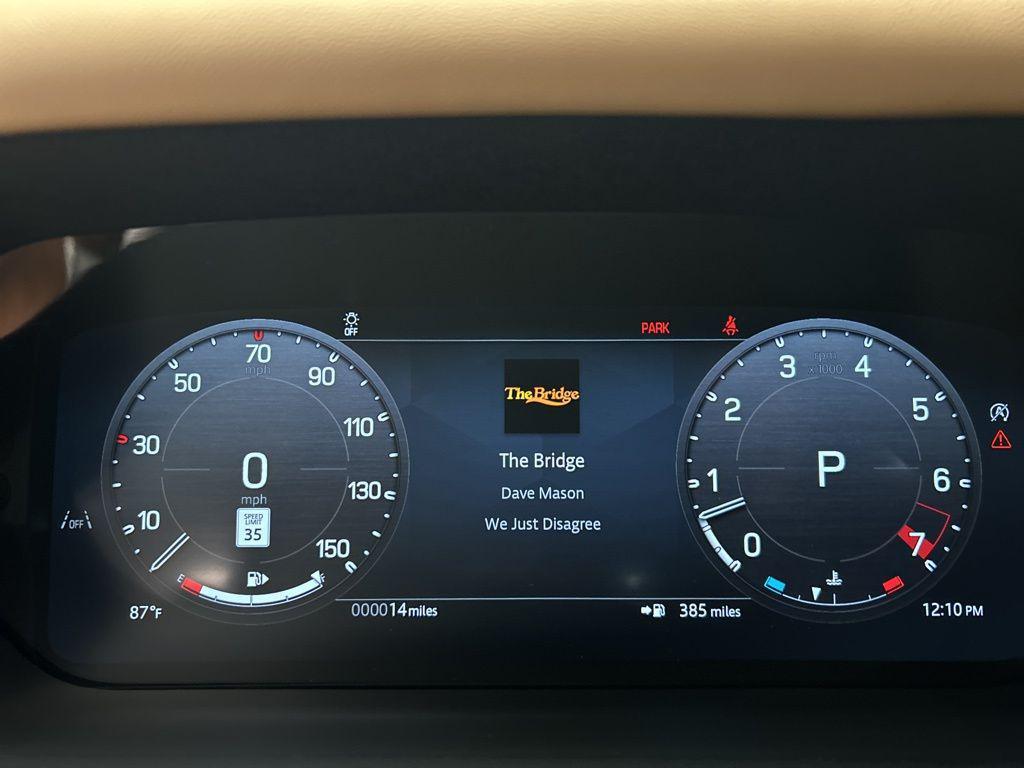 OFF
PARK
70
mph
50
90
30
110
10
130
150
0
mph
SPEED
LIMIT
35
E
F
OFF
87°F
000014miles
The Bridge
The Bridge
Dave Mason
We Just Disagree
385 miles
rpm
x 1000
3
4
2
5
1
6
0
7
P
A
12:10 PM